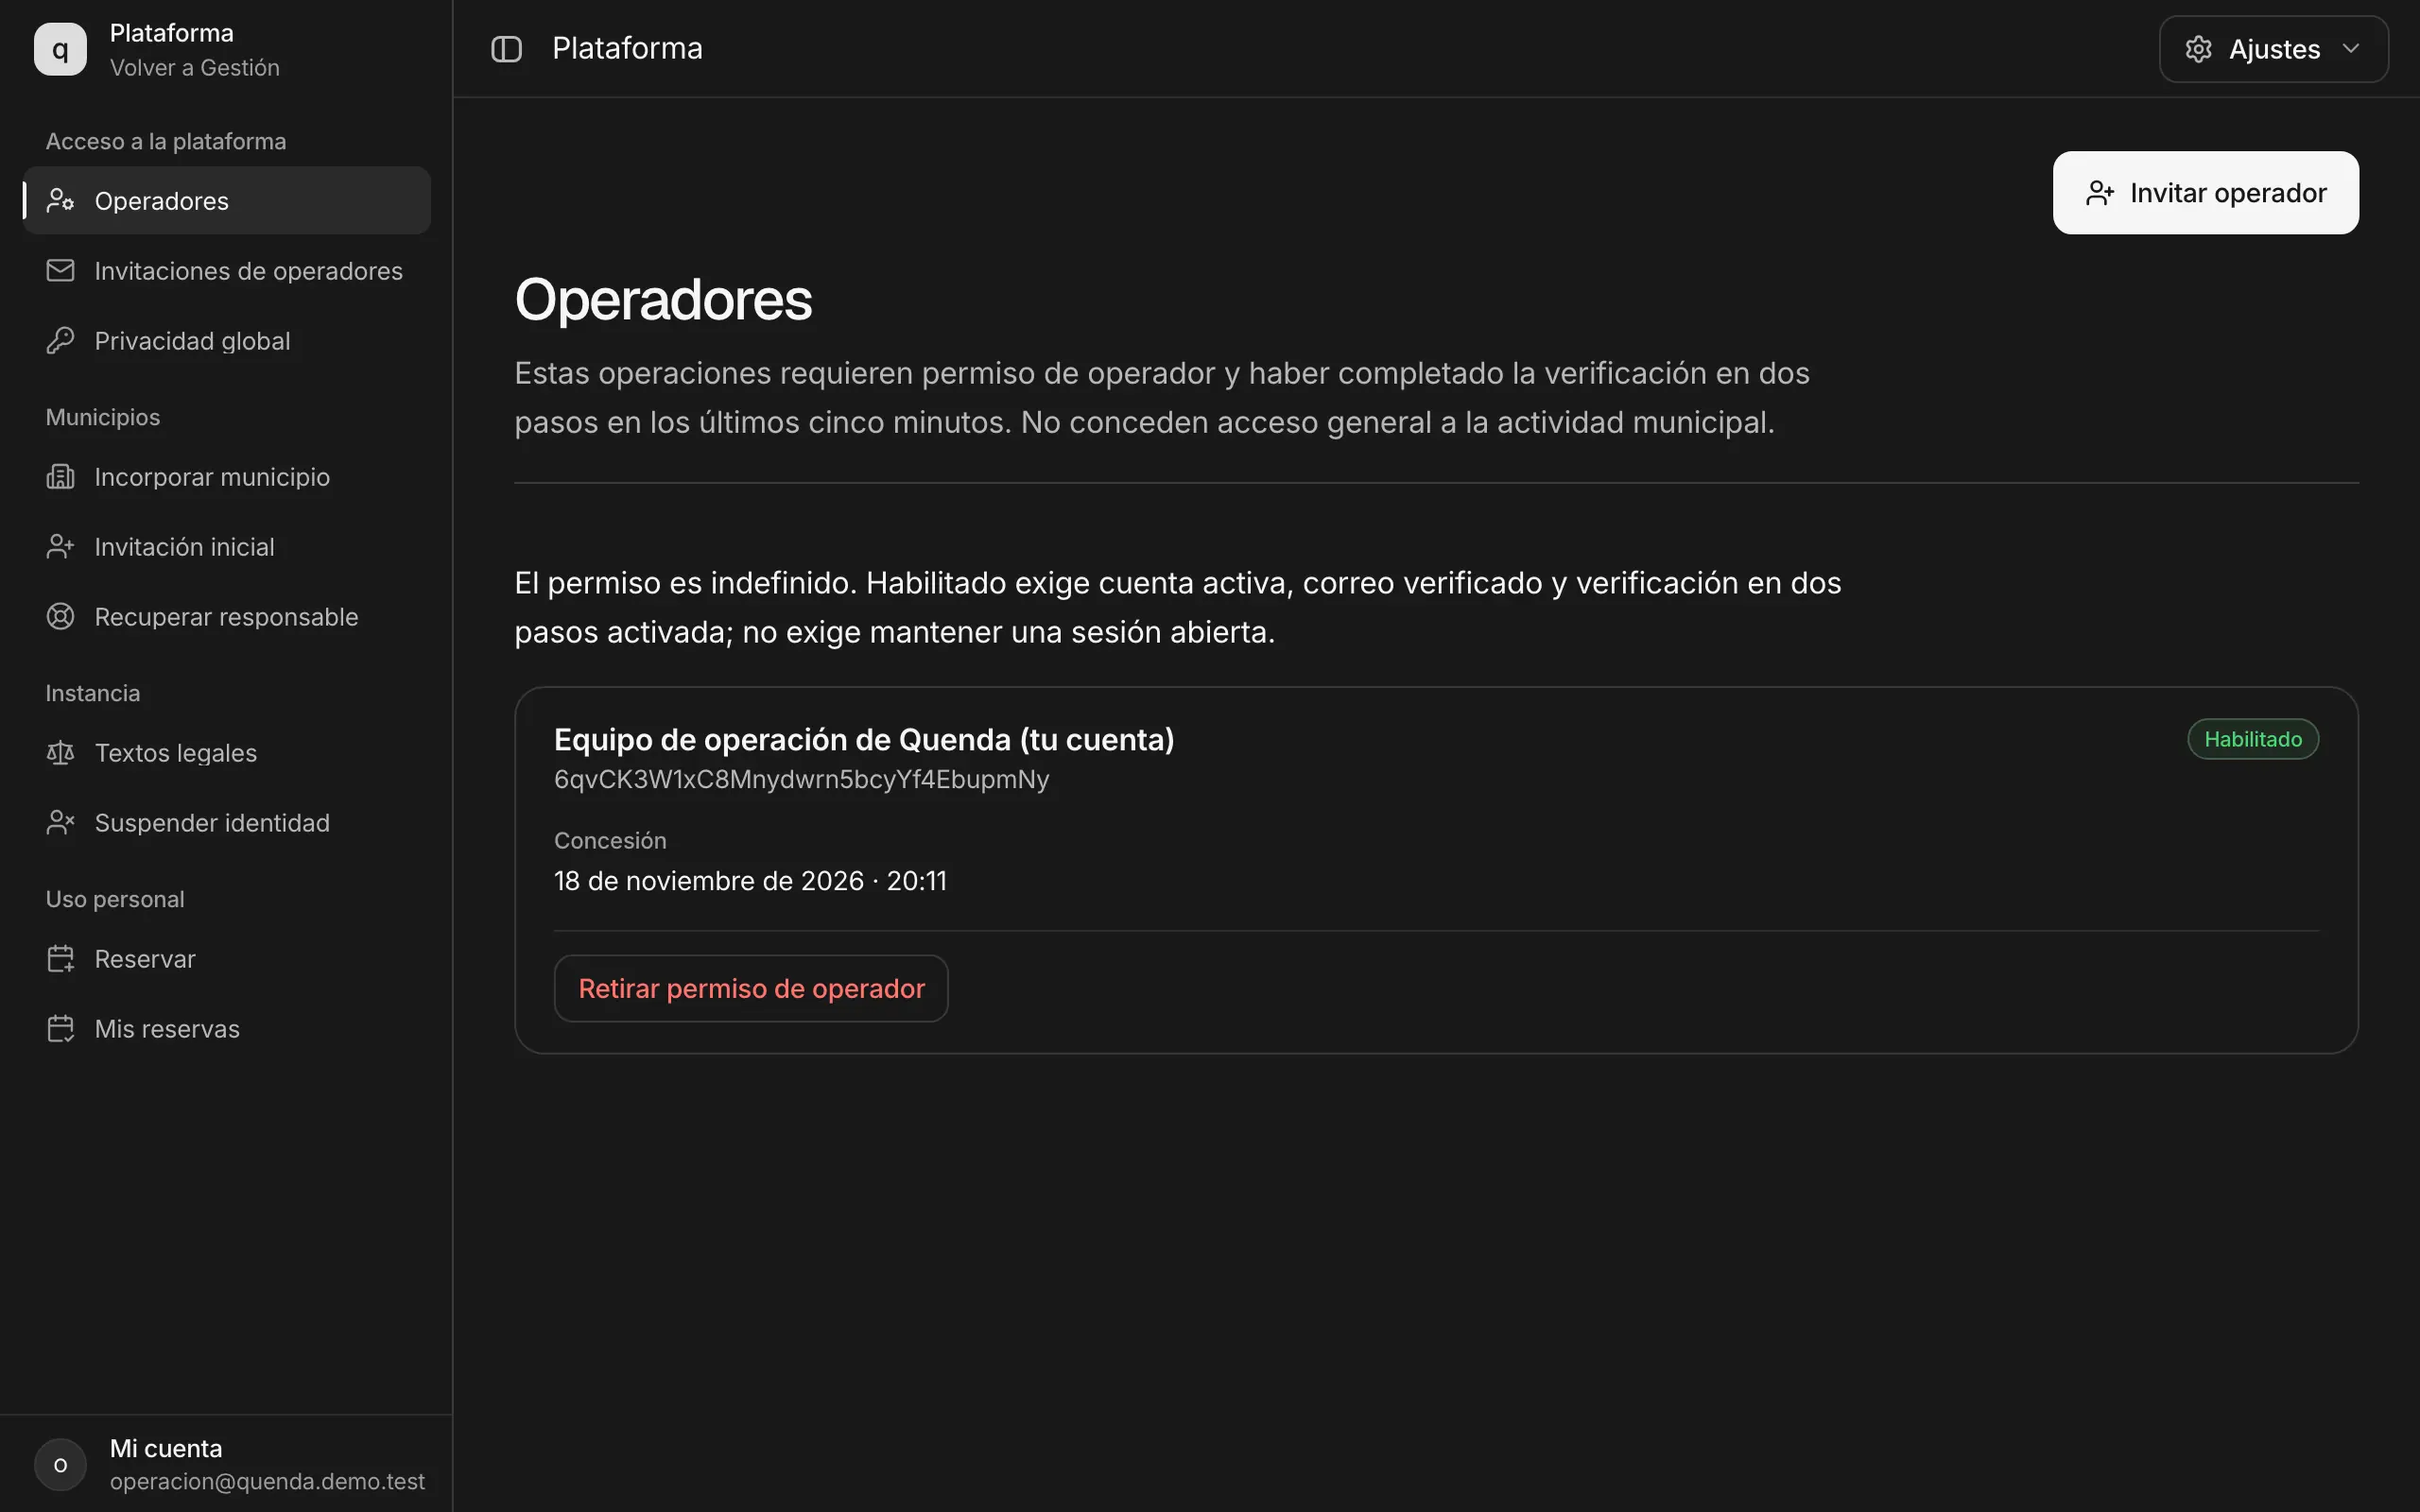 q
Plataforma
Volver a Gestión
Acceso a la plataforma
Operadores
Invitaciones de operadores
Privacidad global
Municipios
Incorporar municipio
Invitación inicial
Recuperar responsable
Instancia
Textos legales
Suspender identidad
Uso personal
Reservar
Mis reservas
o
Mi cuenta
operacion@quenda.demo.test
Plataforma
Ajustes
Invitar operador
Operadores
Estas operaciones requieren permiso de operador y haber completado la verificación en dos
pasos en los últimos cinco minutos. No conceden acceso general a la actividad municipal.
El permiso es indefinido. Habilitado exige cuenta activa, correo verificado y verificación en dos
pasos activada; no exige mantener una sesión abierta.
Equipo de operación de Quenda (tu cuenta)
Habilitado
6qvCK3W1xC8Mnydwrn5bcyYf4EbupmNy
Concesión
18 de noviembre de 2026 · 20:11
Retirar permiso de operador